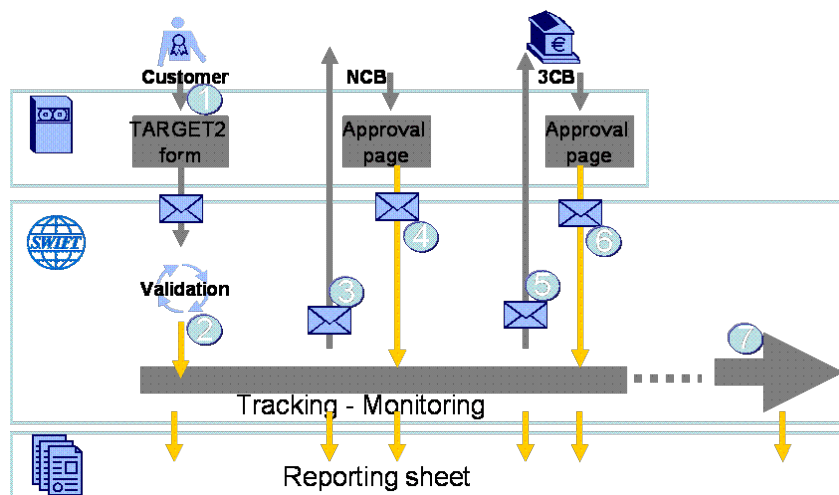 Customer
NCB
3CB
1
TARGET2
form
Approval
page
Approval
page
4
6
SWIFT
Validation
2
3
5
7
Tracking - Monitoring
Reporting sheet